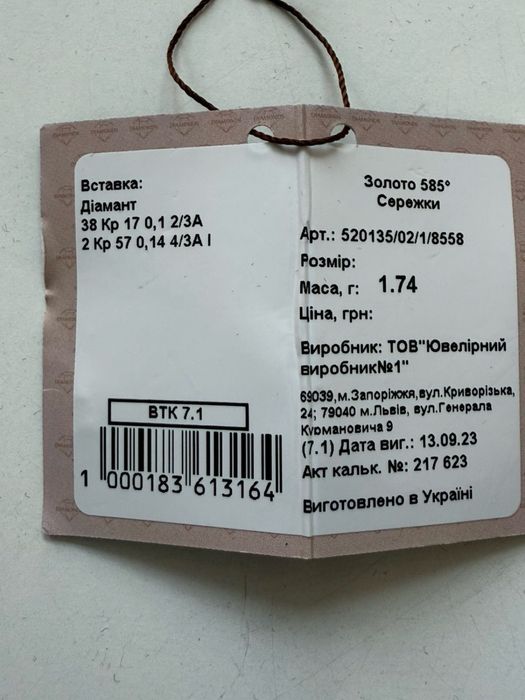 Вставка:
Діамант
38 Кр 17 0,1 2/3А
2 Кр 57 0,14 4/3А І
ВТК 7.1
1 000183 613164
Золото 585°
Сережки
Арт.: 520135/02/1/8558
Розмір:
Маса, г: 1.74
Ціна, грн:
Виробник: ТОВ"Ювелірний
виробник№1"
69039,м.Запоріжжя,вул.Криворізька,
24; 79040 м.Львів, вул.Генерала
Курмановича 9
(7.1) Дата виг.: 13.09.23
Акт кальк. №: 217 623
Виготовлено в Україні